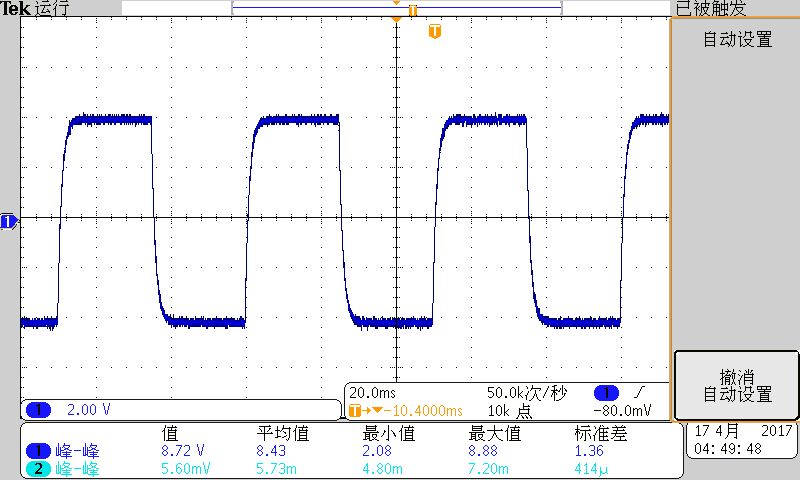 Tek 运行 T 已被触发
T
自动设置
1
撤消
自动设置
1 2.00 V
20.0ms 50.0k次/秒 1
T→▼−10.4000ms 10k 点 −80.0mV
值 平均值 最小值 最大值 标准差
1 峰−峰 8.72 V 8.43 2.08 8.88 1.36
2 峰−峰 5.60mV 5.73m 4.80m 7.20m 414µ
17 4月 2017
04:49:48